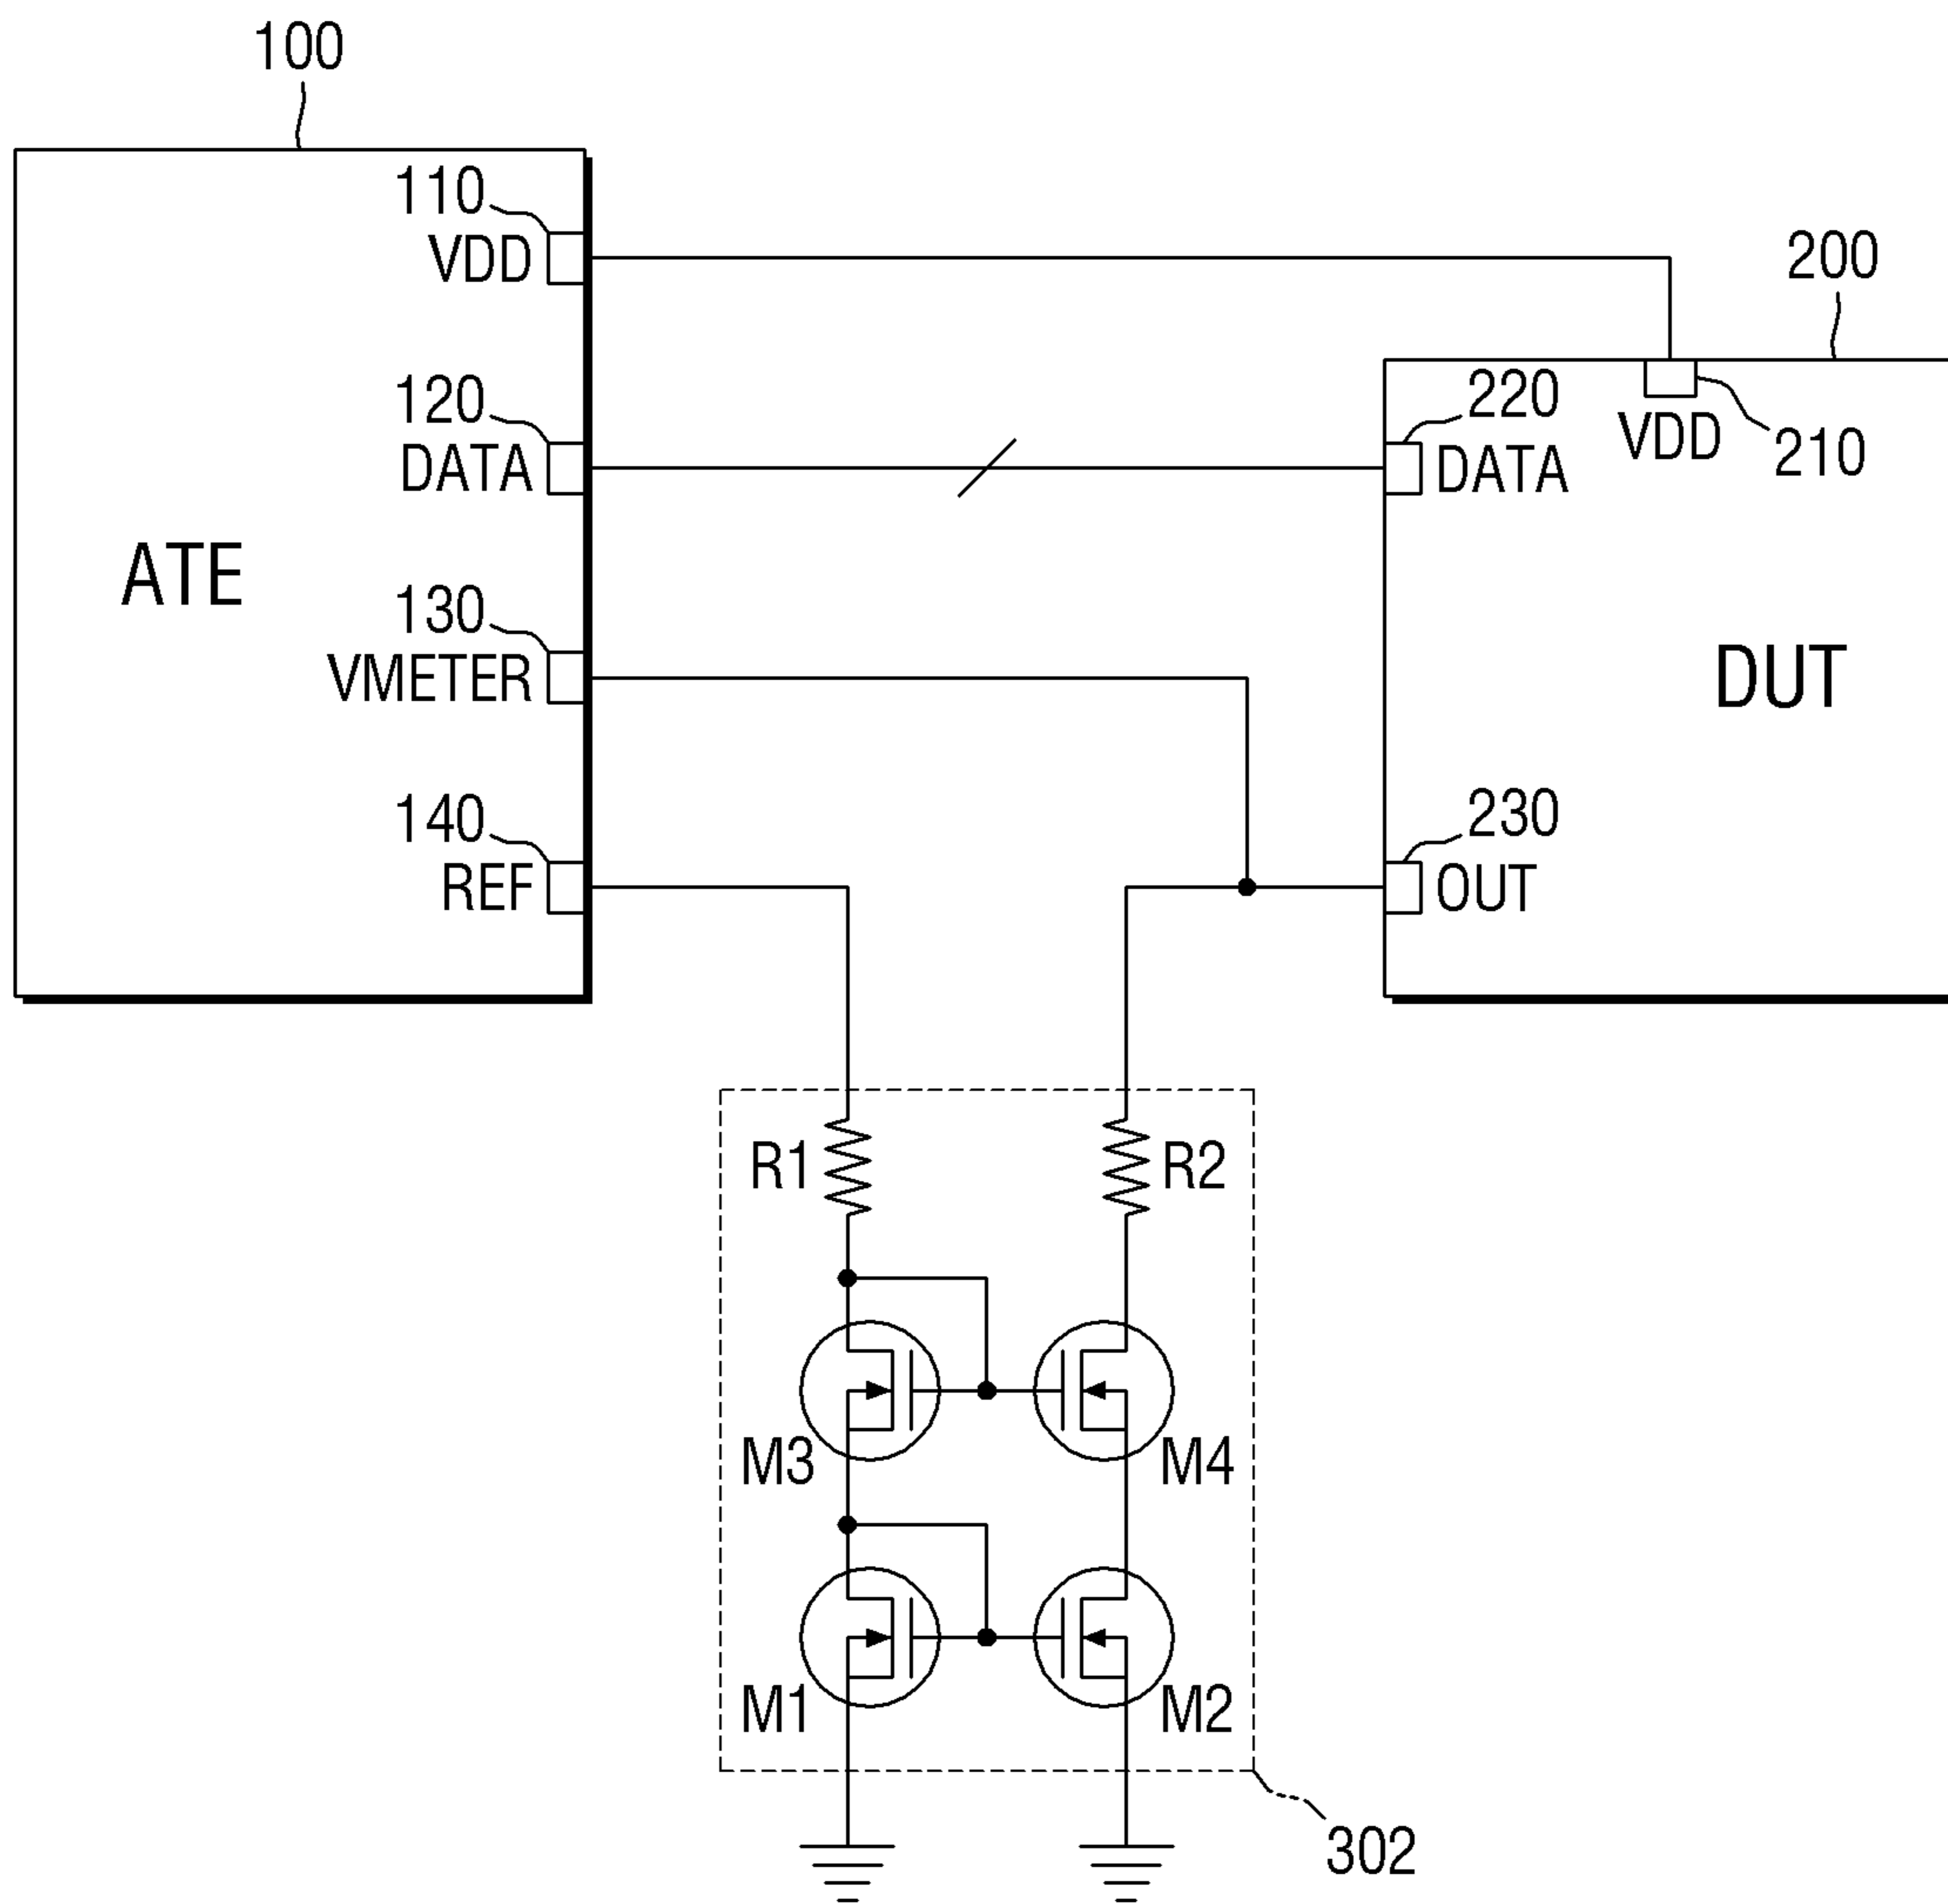 100
110
VDD
200
120
DATA
220
DATA
VDD
210
ATE
130
VMETER
DUT
140
REF
230
OUT
R1
R2
M3
M4
M1
M2
302